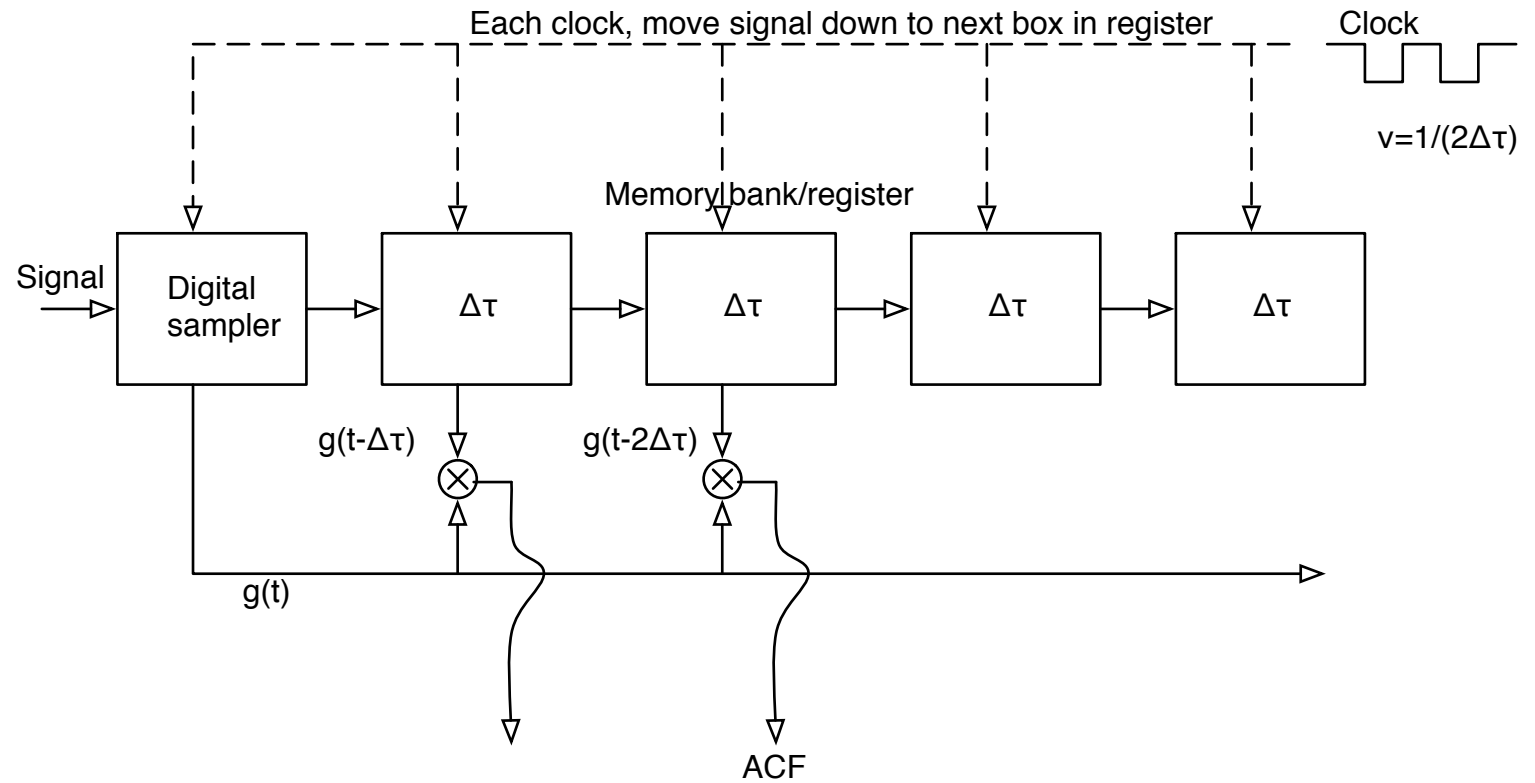 Each clock, move signal down to next box in register
Clock
v=1/(2Δτ)
Memory bank/register
Signal
Digital
sampler
Δτ
Δτ
Δτ
Δτ
g(t-Δτ)
g(t-2Δτ)
g(t)
ACF